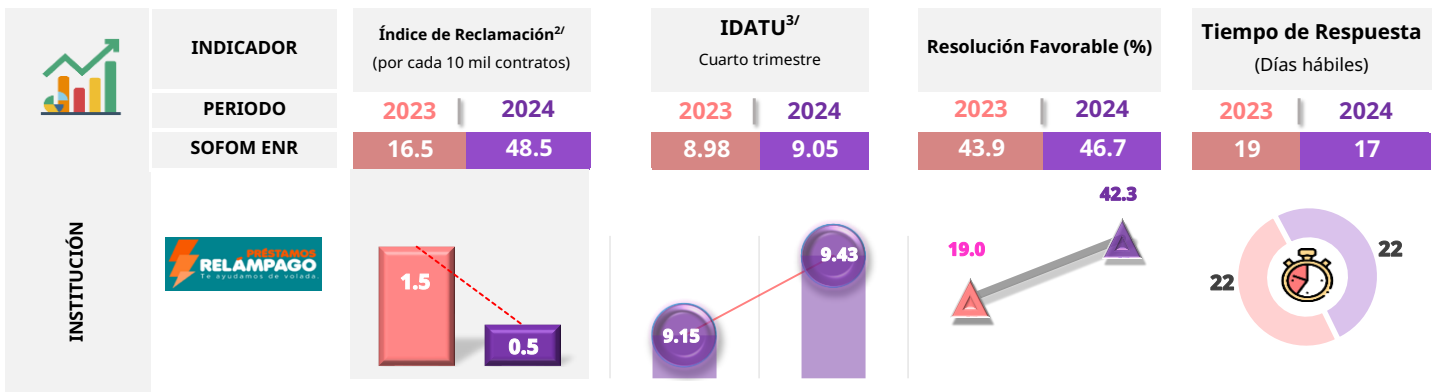 INDICADOR
Índice de Reclamación2/
(por cada 10 mil contratos)
IDATU3/
Cuarto trimestre
Resolución Favorable (%)
Tiempo de Respuesta
(Días hábiles)
PERIODO
2023 2024
2023 2024
2023 2024
2023 2024
SOFOM ENR
16.5 48.5
8.98 9.05
43.9 46.7
19 17
INSTITUCIÓN
PRÉSTAMOS
RELÁMPAGO
Te ayudamos de volada.
1.5
0.5
9.15
9.43
19.0
42.3
22
22